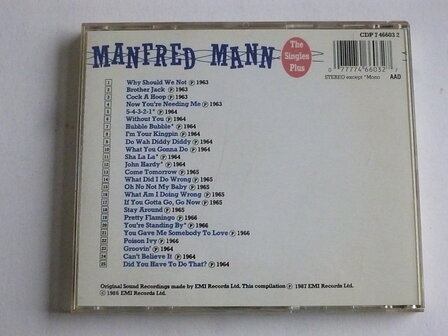 CDP 7 46603 2
MANFRED MANN
The Singles Plus
0 77774 66032 7
STEREO except *Mono AAD
1 Why Should We Not ℗ 1963
2 Brother Jack ℗ 1963
3 Cock A Hoop ℗ 1963
4 Now You're Needing Me ℗ 1963
5 5-4-3-2-1* ℗ 1964
6 Without You ℗ 1964
7 Hubble Bubble* ℗ 1964
8 I'm Your Kingpin ℗ 1964
9 Do Wah Diddy Diddy ℗ 1964
10 What You Gonna Do ℗ 1964
11 Sha La La* ℗ 1964
12 John Hardy* ℗ 1964
13 Come Tomorrow ℗ 1965
14 What Did I Do Wrong ℗ 1965
15 Oh No Not My Baby ℗ 1965
16 What Am I Doing Wrong ℗ 1965
17 If You Gotta Go, Go Now ℗ 1965
18 Stay Around ℗ 1965
19 Pretty Flamingo ℗ 1966
20 You're Standing By* ℗ 1966
21 You Gave Me Somebody To Love ℗ 1966
22 Poison Ivy ℗ 1964
23 Groovin' ℗ 1964
24 Can't Believe It ℗ 1964
25 Did You Have To Do That? ℗ 1964
Original Sound Recordings made by EMI Records Ltd. This compilation ℗ 1987 EMI Records Ltd.
© 1986 EMI Records Ltd.